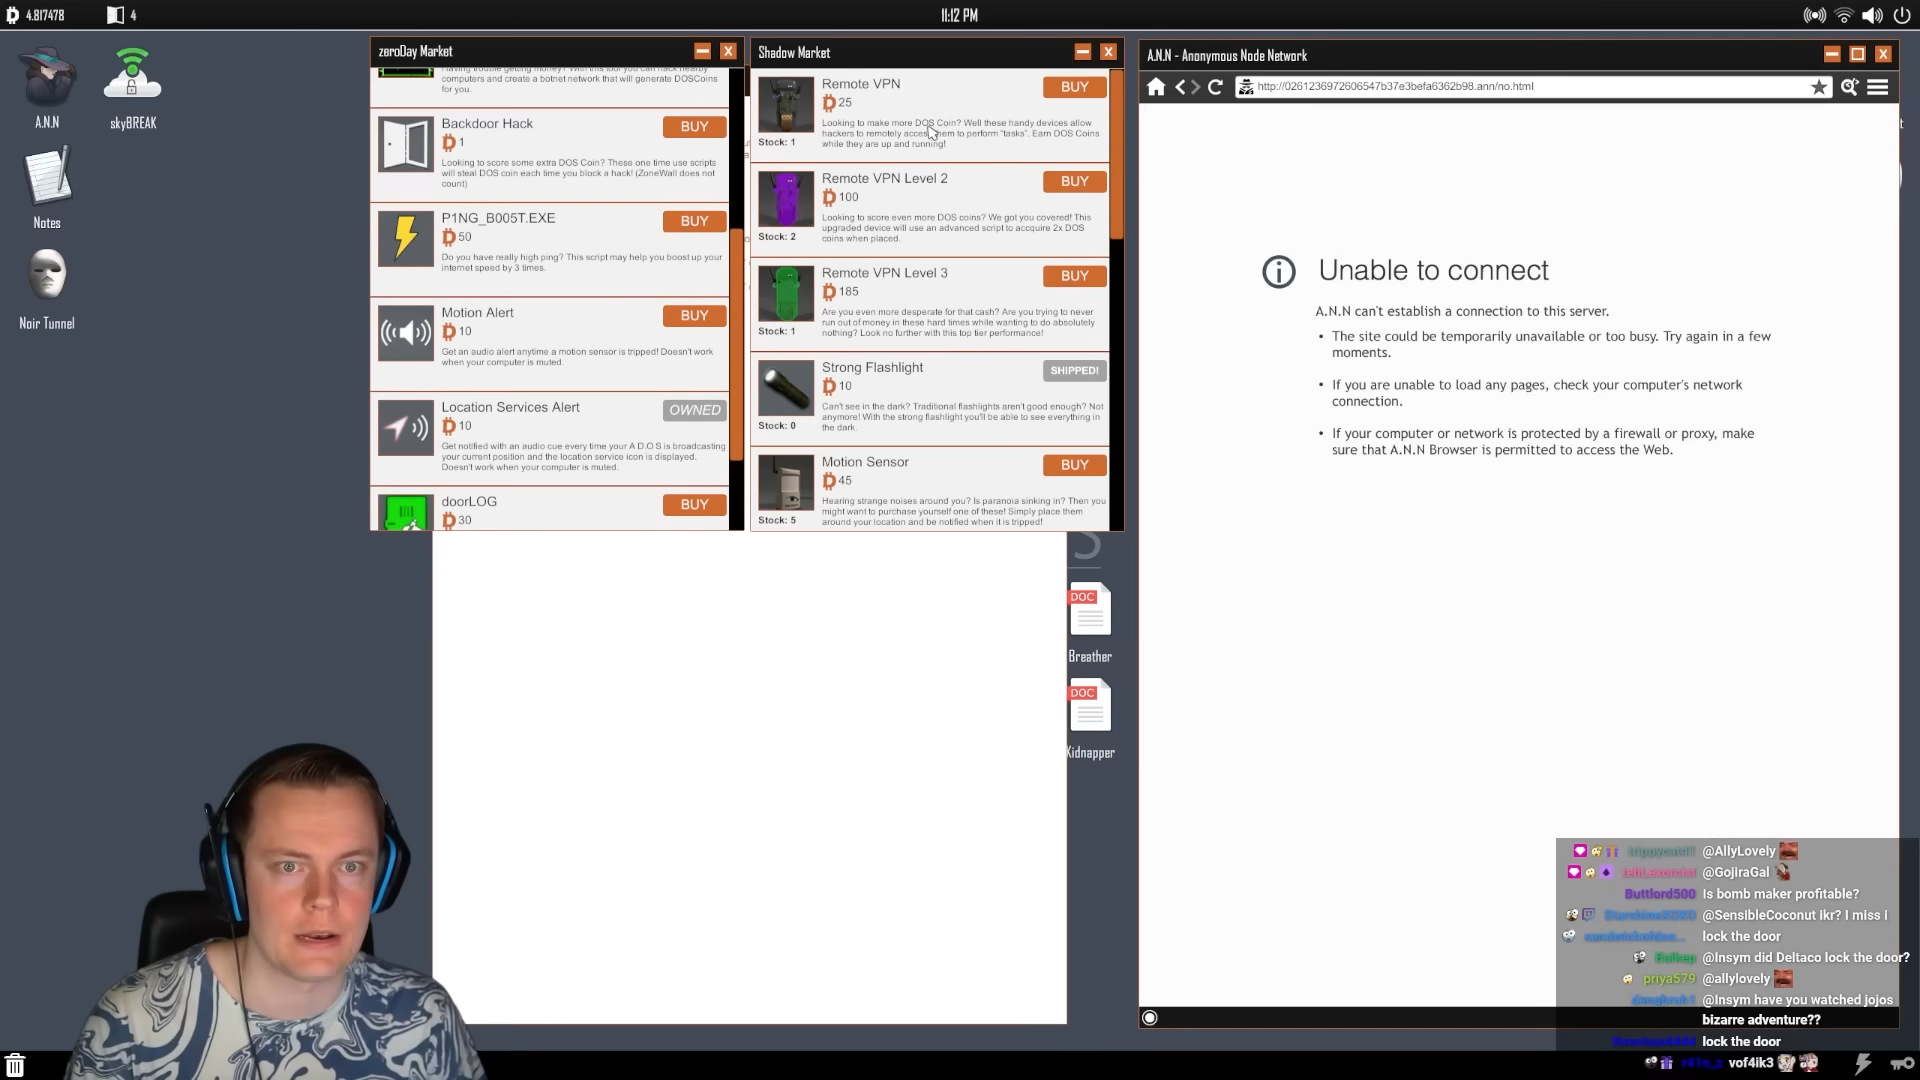 4.817478
4
11:12 PM
A.N.N
skyBREAK
Notes
Noir Tunnel
zeroDay Market
computers and create a botnet network that will generate DOSCoins
for you.
Backdoor Hack
BUY
1
Looking to score some extra DOS Coin? These one time use scripts
will steal DOS coin each time you block a hack! (ZoneWall does not
count)
P1NG_B005T.EXE
BUY
50
Do you have really high ping? This script may help you boost up your
internet speed by 3 times.
Motion Alert
BUY
10
Get an audio alert anytime a motion sensor is tripped! Doesn't work
when your computer is muted.
Location Services Alert
OWNED
10
Get notified with an audio cue every time your A.D.O.S is broadcasting
your current position and the location service icon is displayed.
Doesn't work when your computer is muted.
doorLOG
BUY
30
Shadow Market
Remote VPN
BUY
25
Looking to make more DOS Coin? Well these handy devices allow
hackers to remotely access them to perform "tasks". Earn DOS Coins
while they are up and running!
Stock: 1
Remote VPN Level 2
BUY
100
Looking to score even more DOS coins? We got you covered! This
upgraded device will use an advanced script to accquire 2x DOS
coins when placed.
Stock: 2
Remote VPN Level 3
BUY
185
Are you even more desperate for that cash? Are you trying to never
run out of money in these hard times while wanting to do absolutely
nothing? Look no further with this top tier performance!
Stock: 1
Strong Flashlight
SHIPPED!
10
Can't see in the dark? Traditional flashlights aren't good enough? Not
anymore! With the strong flashlight you'll be able to see everything in
the dark.
Stock: 0
Motion Sensor
BUY
45
Hearing strange noises around you? Is paranoia sinking in? Then you
might want to purchase yourself one of these! Simply place them
around your location and be notified when it is tripped!
Stock: 5
DOC
Breather
DOC
Kidnapper
A.N.N - Anonymous Node Network
http://0261236972606547b37e3befa6362b98.ann/no.html
Unable to connect
A.N.N can't establish a connection to this server.
• The site could be temporarily unavailable or too busy. Try again in a few
moments.
• If you are unable to load any pages, check your computer's network
connection.
• If your computer or network is protected by a firewall or proxy, make
sure that A.N.N Browser is permitted to access the Web.
@AllyLovely
@GojiraGal
Buttlord500 Is bomb maker profitable?
@SensibleCoconut ikr? I miss i
lock the door
@Insym did Deltaco lock the door?
priya579 @allylovely
@Insym have you watched jojos
bizarre adventure??
lock the door
vof4ik3